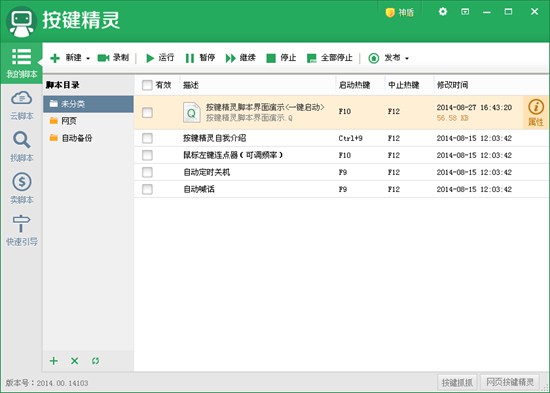 按键精灵
神盾
新建 录制 运行 暂停 继续 停止 全部停止 发布
我的脚本
云脚本
找脚本
卖脚本
快速引导
脚本目录
未分类
网页
自动备份
有效 描述 启动热键 中止热键 修改时间
按键精灵脚本界面演示<一键启动> F10 F12 2014-08-27 16:43:20
按键精灵脚本界面演示.Q 56.58 KB
属性
按键精灵自我介绍 Ctrl+9 F12 2014-08-15 12:03:42
鼠标左键连点器(可调频率) F10 F12 2014-08-15 12:03:42
自动定时关机 F9 F12 2014-08-15 12:03:42
自动喊话 F9 F12 2014-08-15 12:03:42
版本号：2014.00.14103
按键抓抓 网页按键精灵